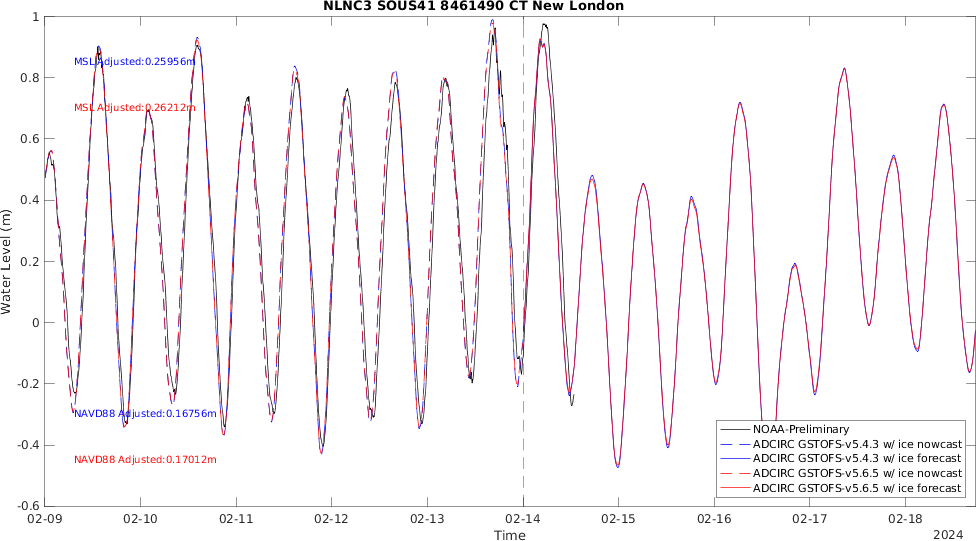 NLNC3 SOUS41 8461490 CT New London
Water Level (m)
1
0.8
0.6
0.4
0.2
0
-0.2
-0.4
-0.6
MSL Adjusted:0.25956m
MSL Adjusted:0.26212m
NAVD88 Adjusted:0.16756m
NAVD88 Adjusted:0.17012m
NOAA-Preliminary
ADCIRC GSTOFS-v5.4.3 w/ ice nowcast
ADCIRC GSTOFS-v5.4.3 w/ ice forecast
ADCIRC GSTOFS-v5.6.5 w/ ice nowcast
ADCIRC GSTOFS-v5.6.5 w/ ice forecast
02-09 02-10 02-11 02-12 02-13 02-14 02-15 02-16 02-17 02-18
Time
2024